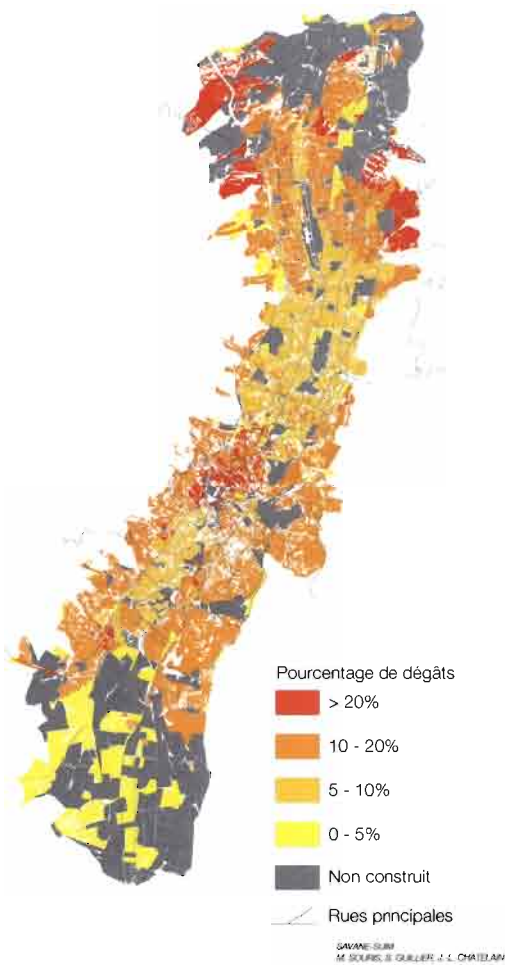 Pourcentage de dégâts
> 20%
10 - 20%
5 - 10%
0 - 5%
Non construit
Rues principales
SAVANE-SUIM
M. SOURIS, S. GUILLIER, J. L. CHATELAIN